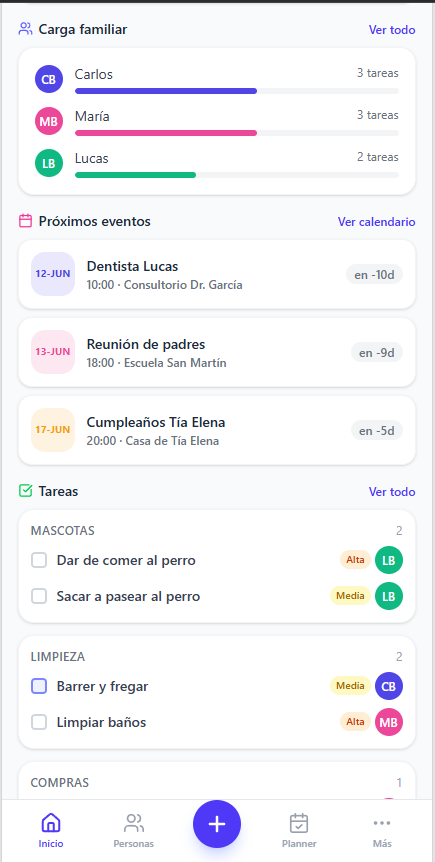 Carga familiar Ver todo
CB Carlos 3 tareas
MB María 3 tareas
LB Lucas 2 tareas
Próximos eventos Ver calendario
12-JUN Dentista Lucas
10:00 · Consultorio Dr. García
en -10d
13-JUN Reunión de padres
18:00 · Escuela San Martín
en -9d
17-JUN Cumpleaños Tía Elena
20:00 · Casa de Tía Elena
en -5d
Tareas Ver todo
MASCOTAS 2
Dar de comer al perro Alta LB
Sacar a pasear al perro Media LB
LIMPIEZA 2
Barrer y fregar Media CB
Limpiar baños Alta MB
COMPRAS 1
Inicio Personas + Planner Más